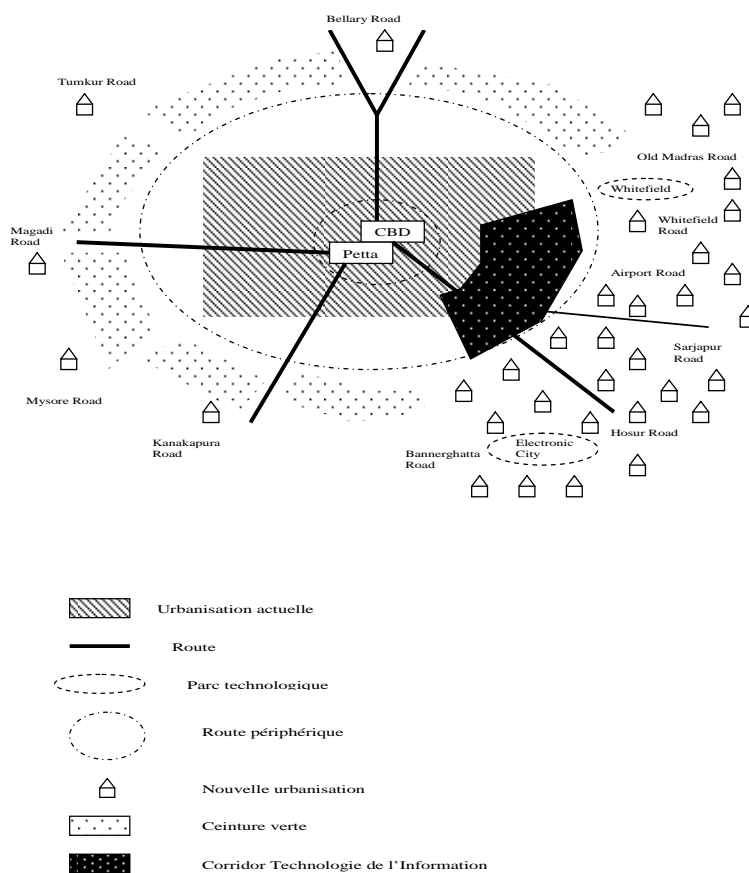 Bellary Road
Tumkur Road
Old Madras Road
Whitefield
Whitefield
Road
Magadi
Road
CBD
Petta
Airport Road
Sarjapur
Road
Mysore Road
Kanakapura
Road
Bannerghatta
Road
Electronic
City
Hosur Road
Urbanisation actuelle
Route
Parc technologique
Route périphérique
Nouvelle urbanisation
Ceinture verte
Corridor Technologie de l'Information